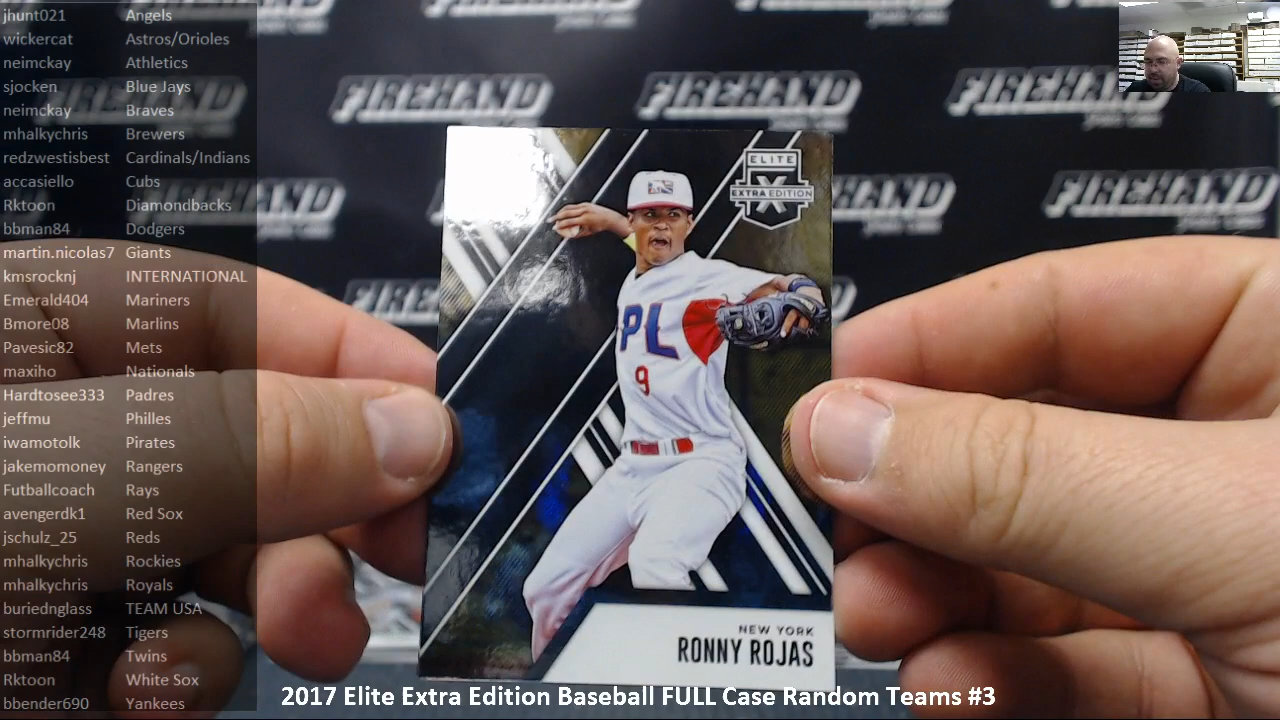 jhunt021 Angels
wickercat Astros/Orioles
neimckay Athletics
sjocken Blue Jays
neimckay Braves
mhalkychris Brewers
redzwestisbest Cardinals/Indians
accasiello Cubs
Rktoon Diamondbacks
bbman84 Dodgers
martin.nicolas7 Giants
kmsrocknj INTERNATIONAL
Emerald404 Mariners
Bmore08 Marlins
Pavesic82 Mets
maxiho Nationals
Hardtosee333 Padres
jeffmu Philles
iwamotolk Pirates
jakemomoney Rangers
Futballcoach Rays
avengerdk1 Red Sox
jschulz_25 Reds
mhalkychris Rockies
mhalkychris Royals
buriednglass TEAM USA
stormrider248 Tigers
bbman84 Twins
Rktoon White Sox
bbender690 Yankees
FIREHAND
FIREHAND
FIREHAND
FIREHAND
ELITE
EXTRA EDITION
X
PL
9
NEW YORK
RONNY ROJAS
2017 Elite Extra Edition Baseball FULL Case Random Teams #3